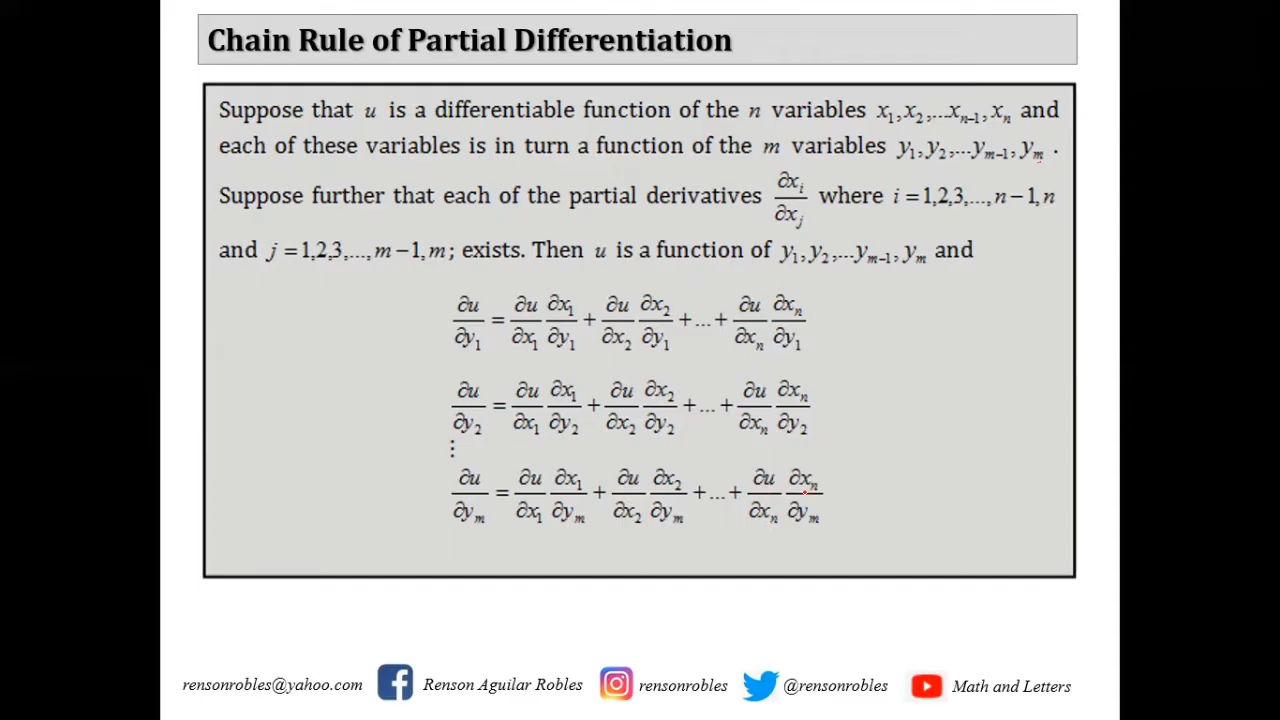 Chain Rule of Partial Differentiation
Suppose that u is a differentiable function of the n variables x₁,x₂,...xₙ₋₁,xₙ and
each of these variables is in turn a function of the m variables y₁,y₂,...yₘ₋₁,yₘ .
Suppose further that each of the partial derivatives ∂xᵢ/∂xⱼ where i=1,2,3,...,n−1,n
and j=1,2,3,...,m−1,m; exists. Then u is a function of y₁,y₂,...yₘ₋₁,yₘ and
∂u/∂y₁ = ∂u/∂x₁ ∂x₁/∂y₁ + ∂u/∂x₂ ∂x₂/∂y₁ +...+ ∂u/∂xₙ ∂xₙ/∂y₁
∂u/∂y₂ = ∂u/∂x₁ ∂x₁/∂y₂ + ∂u/∂x₂ ∂x₂/∂y₂ +...+ ∂u/∂xₙ ∂xₙ/∂y₂
⋮
∂u/∂yₘ = ∂u/∂x₁ ∂x₁/∂yₘ + ∂u/∂x₂ ∂x₂/∂yₘ +...+ ∂u/∂xₙ ∂xₙ/∂yₘ
rensonrobles@yahoo.com Renson Aguilar Robles rensonrobles @rensonrobles Math and Letters